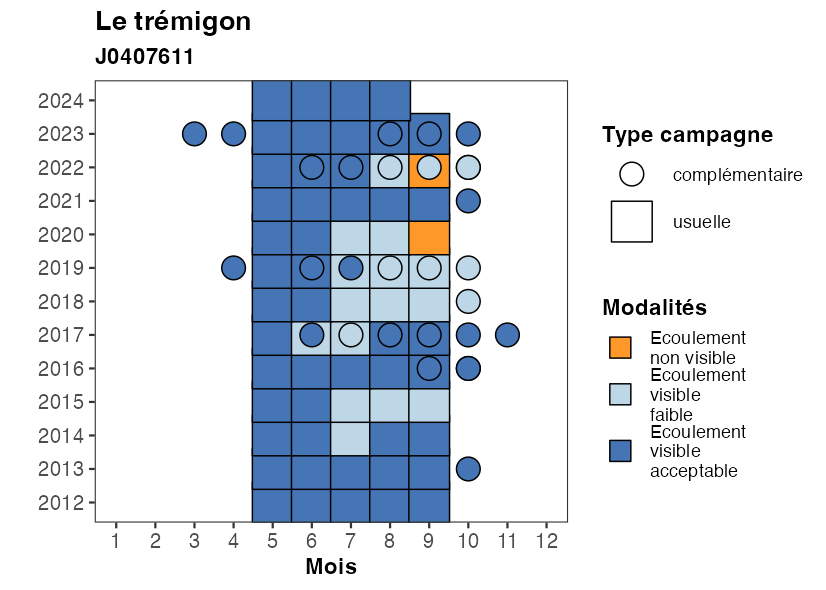 Le trémigon
J0407611
2024
2023
2022
2021
2020
2019
2018
2017
2016
2015
2014
2013
2012
1 2 3 4 5 6 7 8 9 10 11 12
Mois
Type campagne
complémentaire
usuelle
Modalités
Ecoulement
non visible
Ecoulement
visible
faible
Ecoulement
visible
acceptable